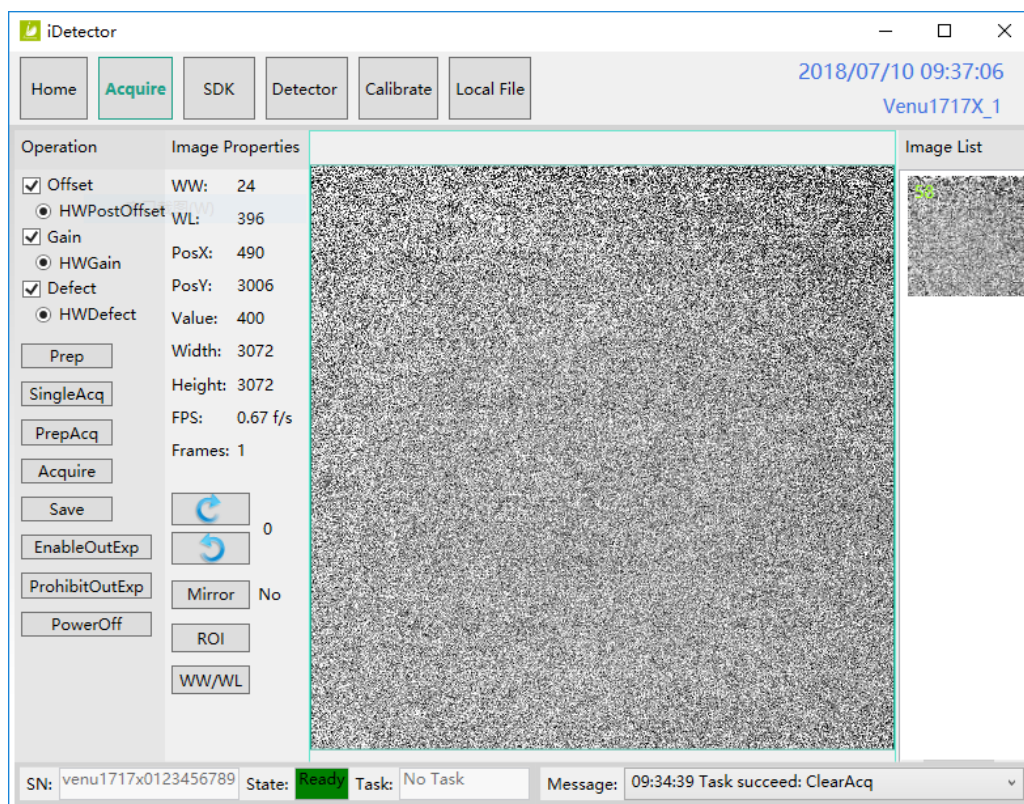 iDetector
Home Acquire SDK Detector Calibrate Local File
2018/07/10 09:37:06
Venu1717X_1
Operation
Offset
HWPostOffset
Gain
HWGain
Defect
HWDefect
Prep
SingleAcq
PrepAcq
Acquire
Save
EnableOutExp
ProhibitOutExp
PowerOff
Image Properties
WW: 24
WL: 396
PosX: 490
PosY: 3006
Value: 400
Width: 3072
Height: 3072
FPS: 0.67 f/s
Frames: 1
0
Mirror No
ROI
WW/WL
Image List
58
SN: venu1717x0123456789 State: Ready Task: No Task Message: 09:34:39 Task succeed: ClearAcq